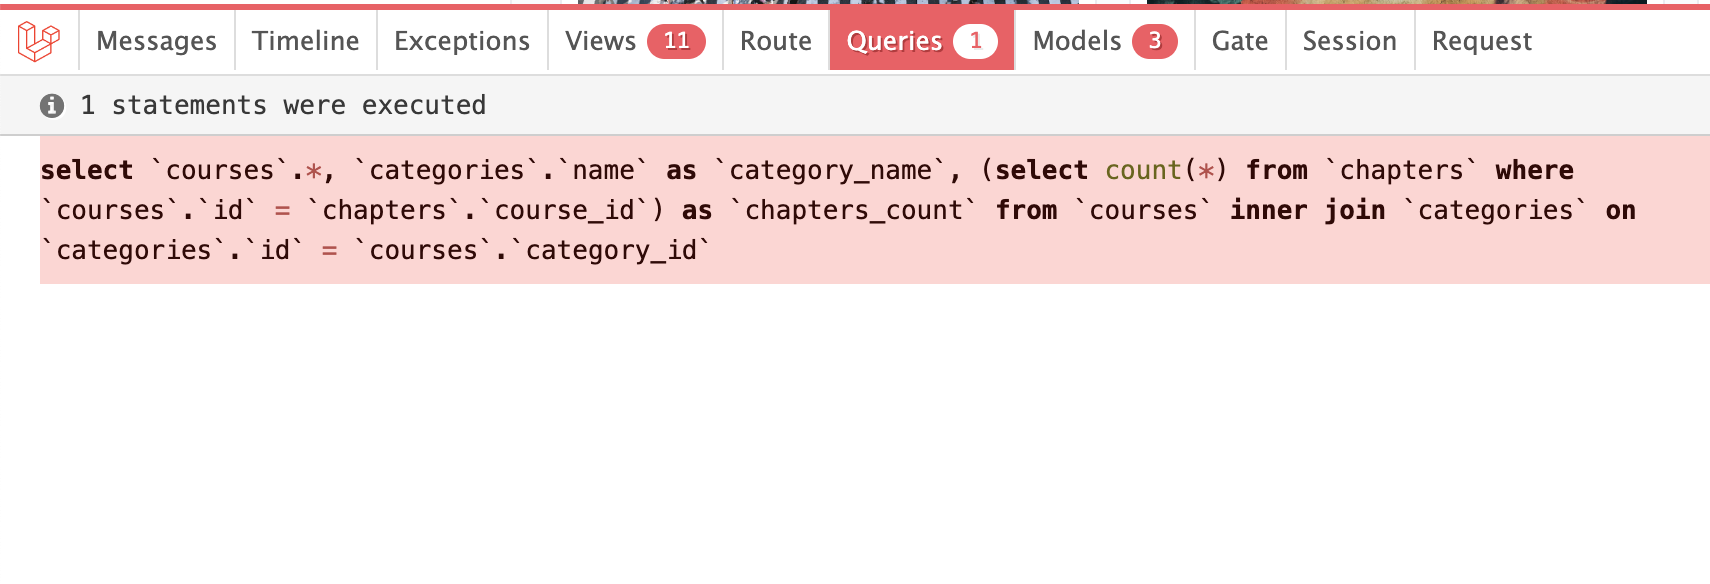 Messages Timeline Exceptions Views 11 Route Queries 1 Models 3 Gate Session Request
1 statements were executed
select `courses`.*, `categories`.`name` as `category_name`, (select count(*) from `chapters` where
`courses`.`id` = `chapters`.`course_id`) as `chapters_count` from `courses` inner join `categories` on
`categories`.`id` = `courses`.`category_id`